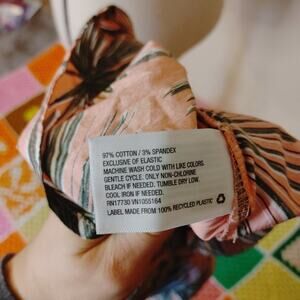 97% COTTON / 3% SPANDEX
EXCLUSIVE OF ELASTIC
MACHINE WASH COLD WITH LIKE COLORS.
GENTLE CYCLE. ONLY NON-CHLORINE
BLEACH IF NEEDED. TUMBLE DRY LOW.
COOL IRON IF NEEDED.
RN17730 VN1055164
LABEL MADE FROM 100% RECYCLED PLASTIC